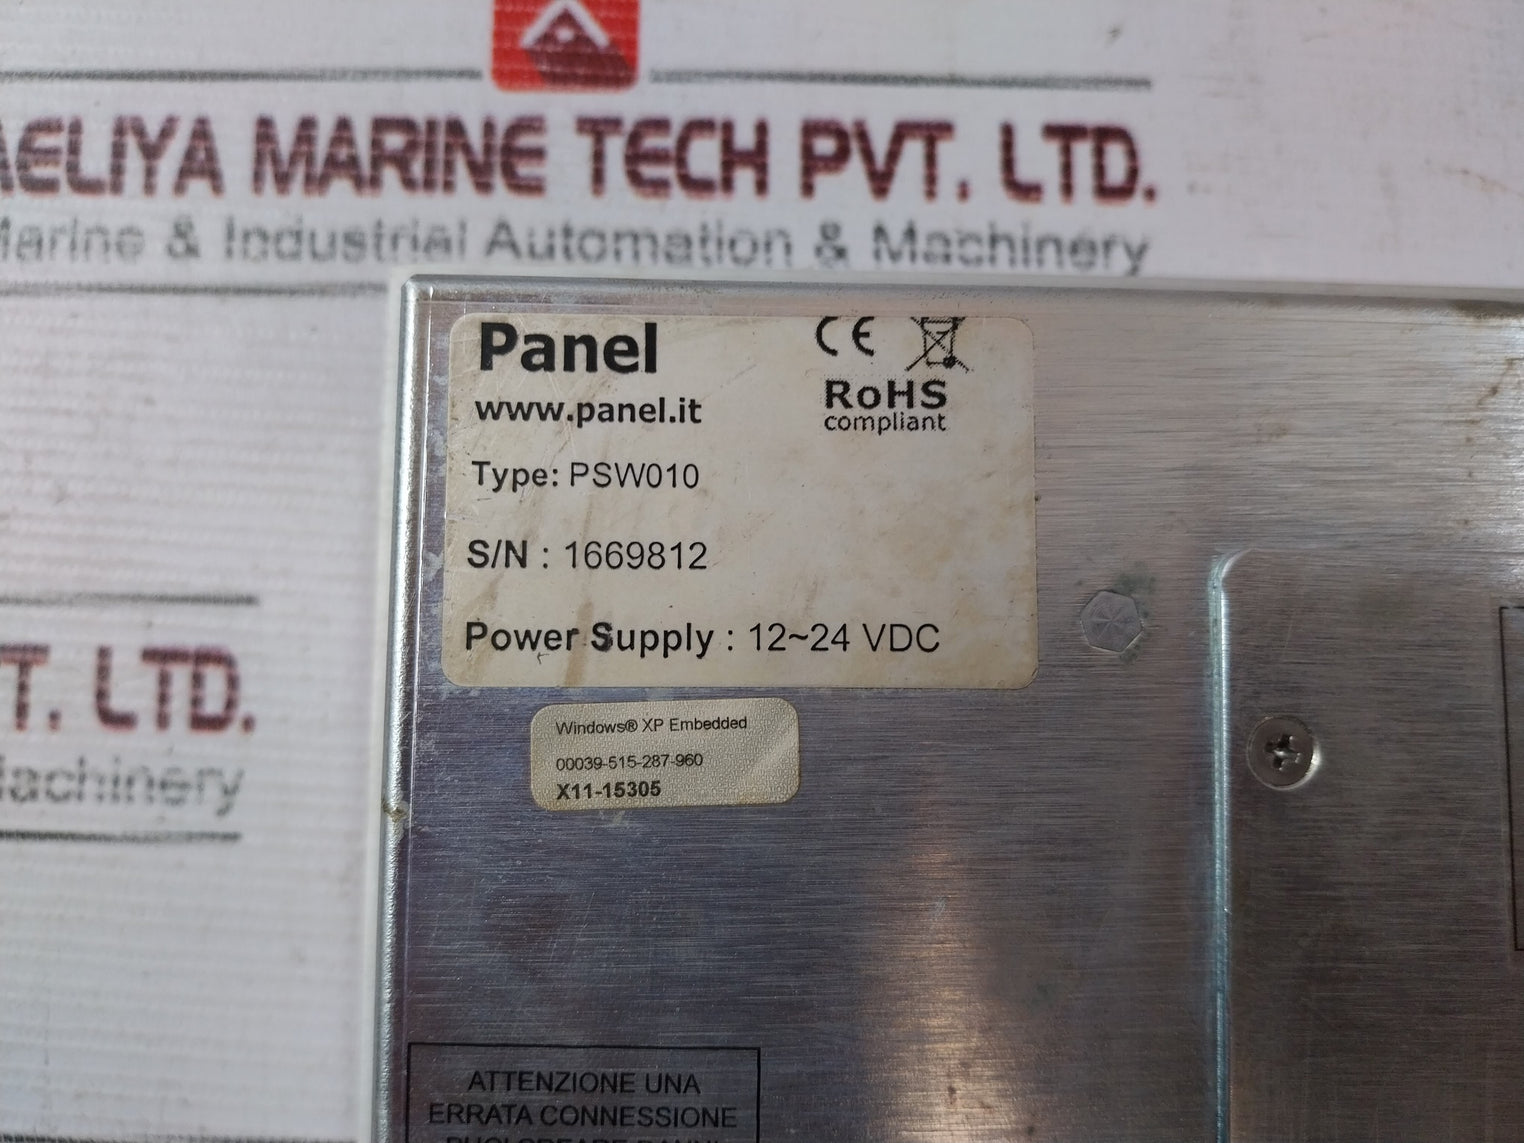 AELIYA MARINE TECH PVT. LTD.
Marine & Industrial Automation & Machinery
Panel
www.panel.it
CE
RoHS
compliant
Type: PSW010
S/N : 1669812
Power Supply : 12~24 VDC
Windows® XP Embedded
00039-515-287-960
X11-15305
T. LTD.
Machinery
ATTENZIONE UNA
ERRATA CONNESSIONE